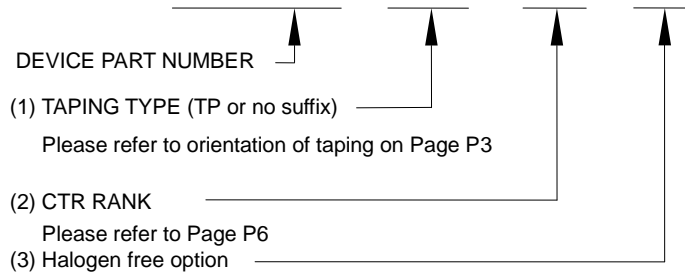 DEVICE PART NUMBER
(1) TAPING TYPE (TP or no suffix)
Please refer to orientation of taping on Page P3
(2) CTR RANK
Please refer to Page P6
(3) Halogen free option